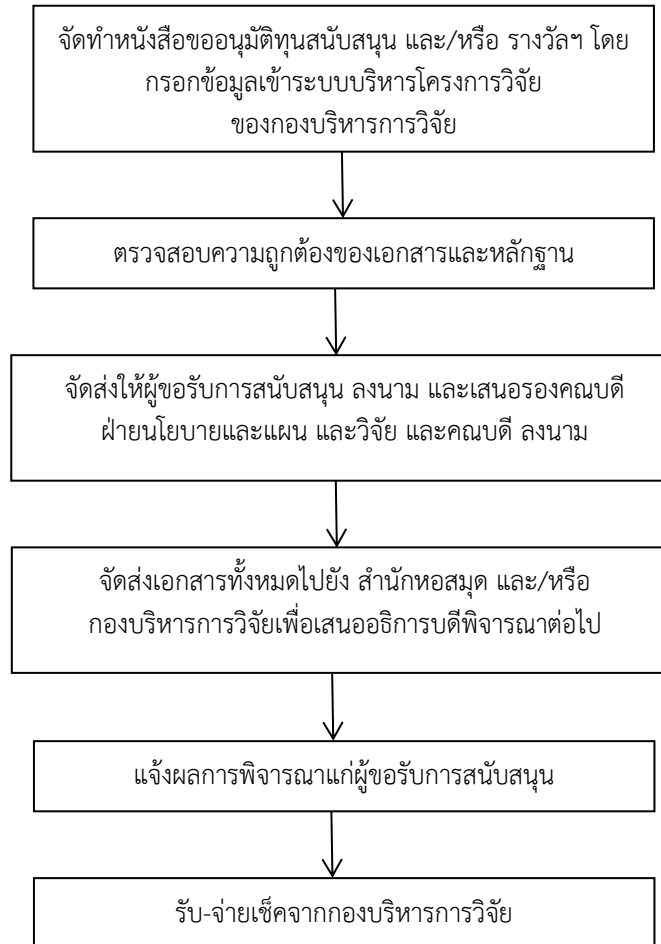 จัดทำหนังสือขออนุมัติทุนสนับสนุน และ/หรือ รางวัลฯ โดย
กรอกข้อมูลเข้าระบบบริหารโครงการวิจัย
ของกองบริหารการวิจัย
ตรวจสอบความถูกต้องของเอกสารและหลักฐาน
จัดส่งให้ผู้ขอรับการสนับสนุน ลงนาม และเสนอรองคณบดี
ฝ่ายนโยบายและแผน และวิจัย และคณบดี ลงนาม
จัดส่งเอกสารทั้งหมดไปยัง สำนักหอสมุด และ/หรือ
กองบริหารการวิจัยเพื่อเสนออธิการบดีพิจารณาต่อไป
แจ้งผลการพิจารณาแก่ผู้ขอรับการสนับสนุน
รับ-จ่ายเช็คจากกองบริหารการวิจัย